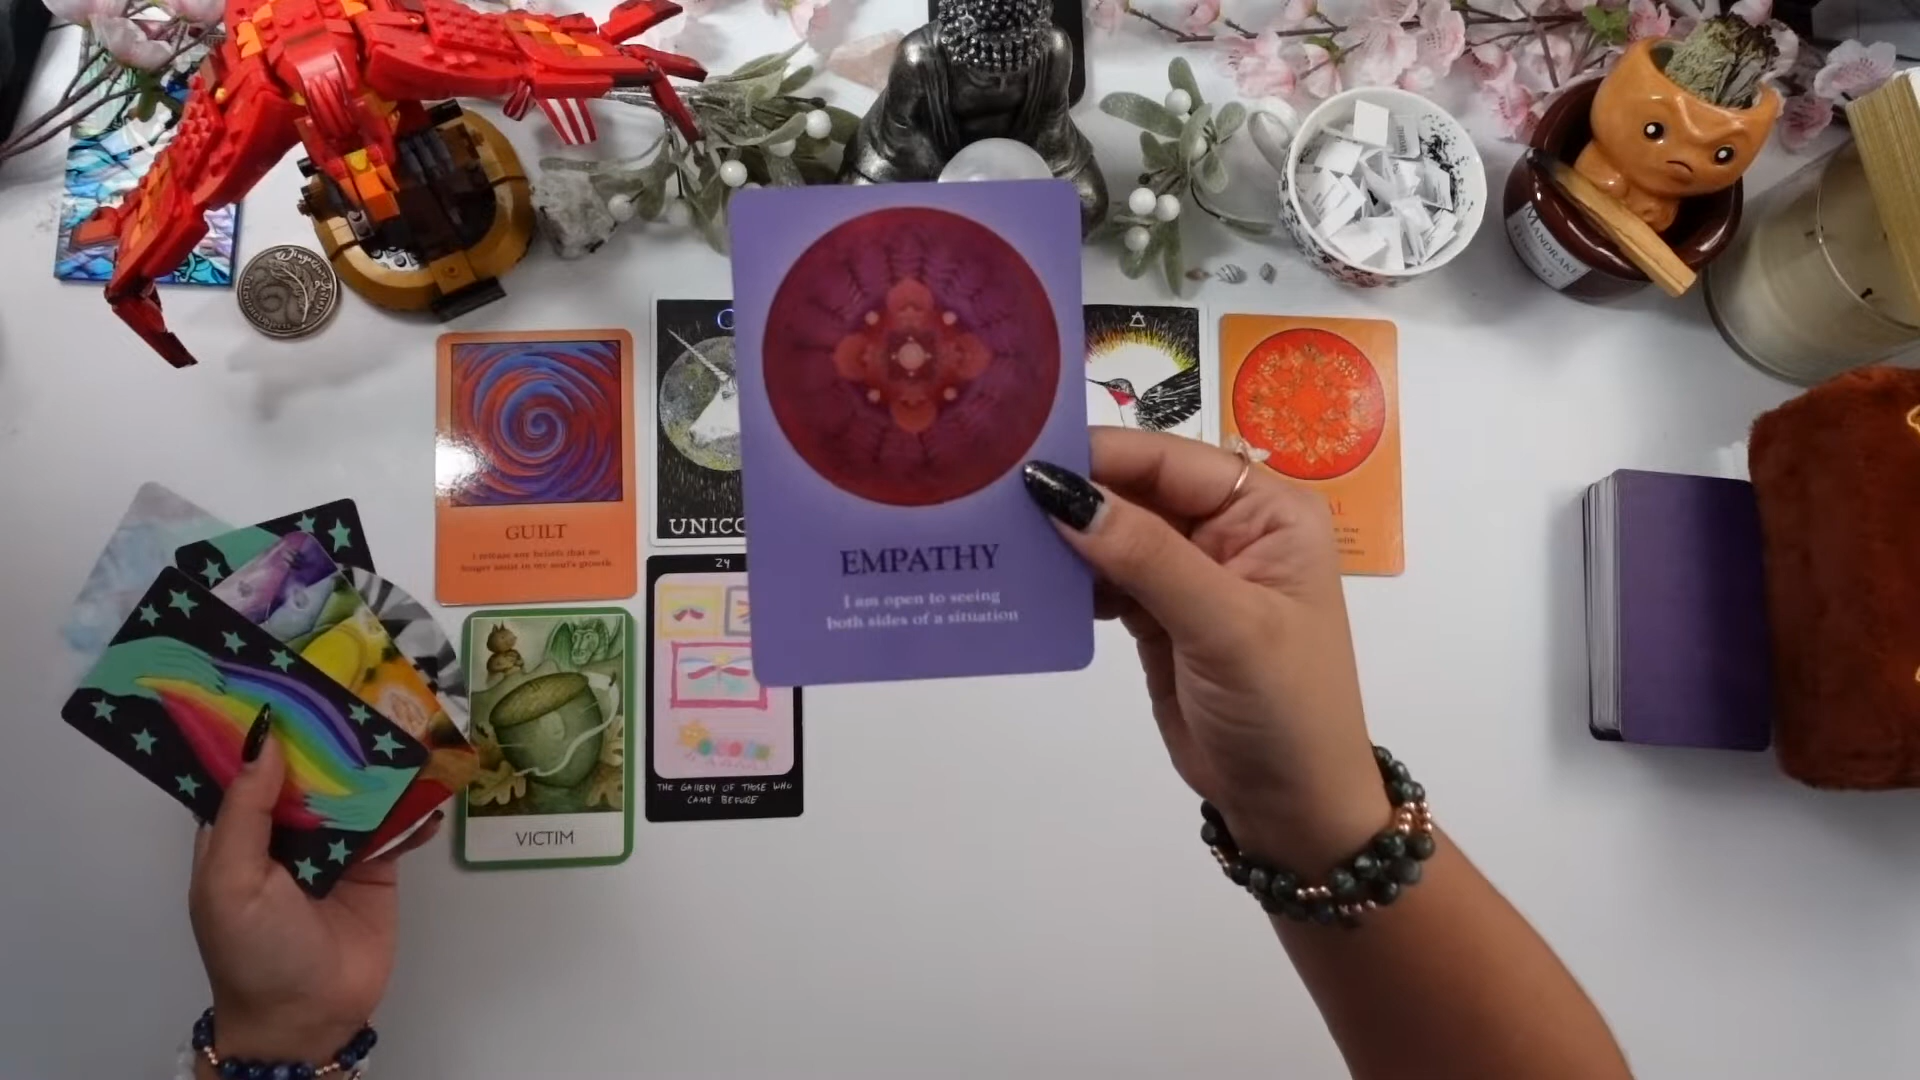 GUILT
I release any beliefs that no
longer assist in my soul's growth
UNICO
EMPATHY
I am open to seeing
both sides of a situation
AL
VICTIM
24
THE GALLERY OF THOSE WHO
CAME BEFORE
MANDRAKE